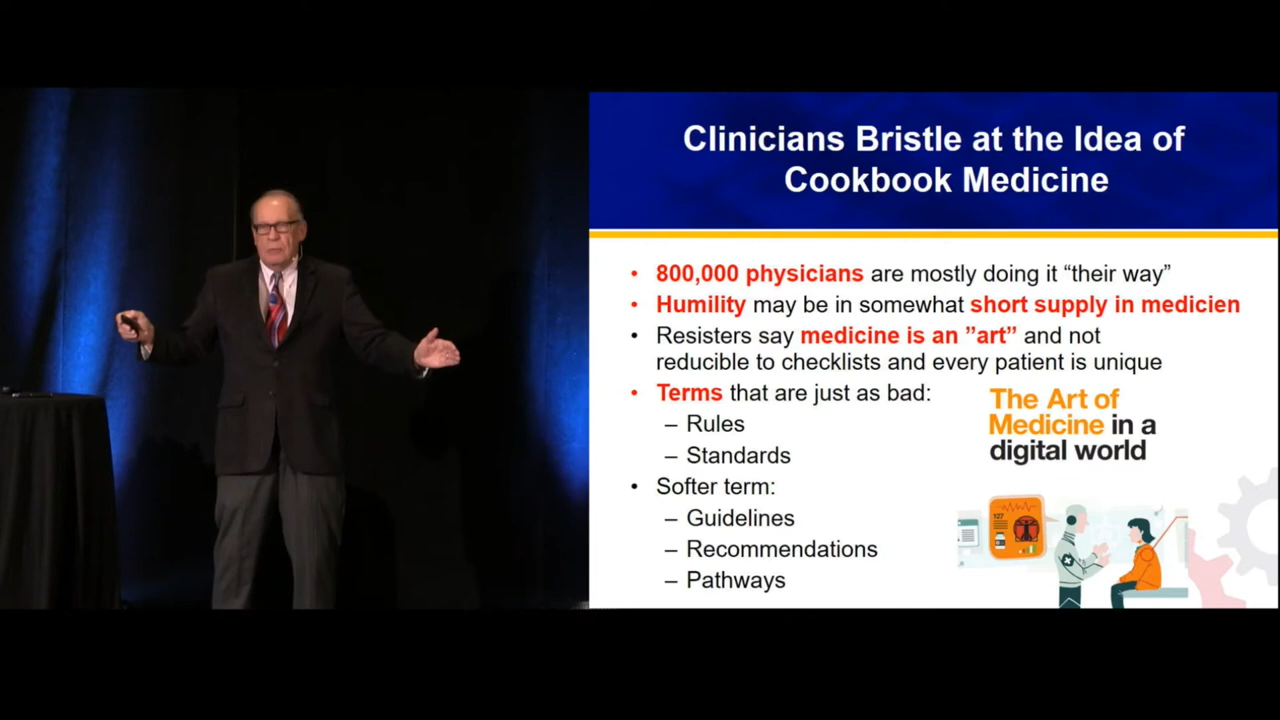 Clinicians Bristle at the Idea of
Cookbook Medicine
• 800,000 physicians are mostly doing it “their way”
• Humility may be in somewhat short supply in medicien
• Resisters say medicine is an ”art” and not
reducible to checklists and every patient is unique
• Terms that are just as bad:
– Rules
– Standards
• Softer term:
– Guidelines
– Recommendations
– Pathways
The Art of
Medicine in a
digital world
127